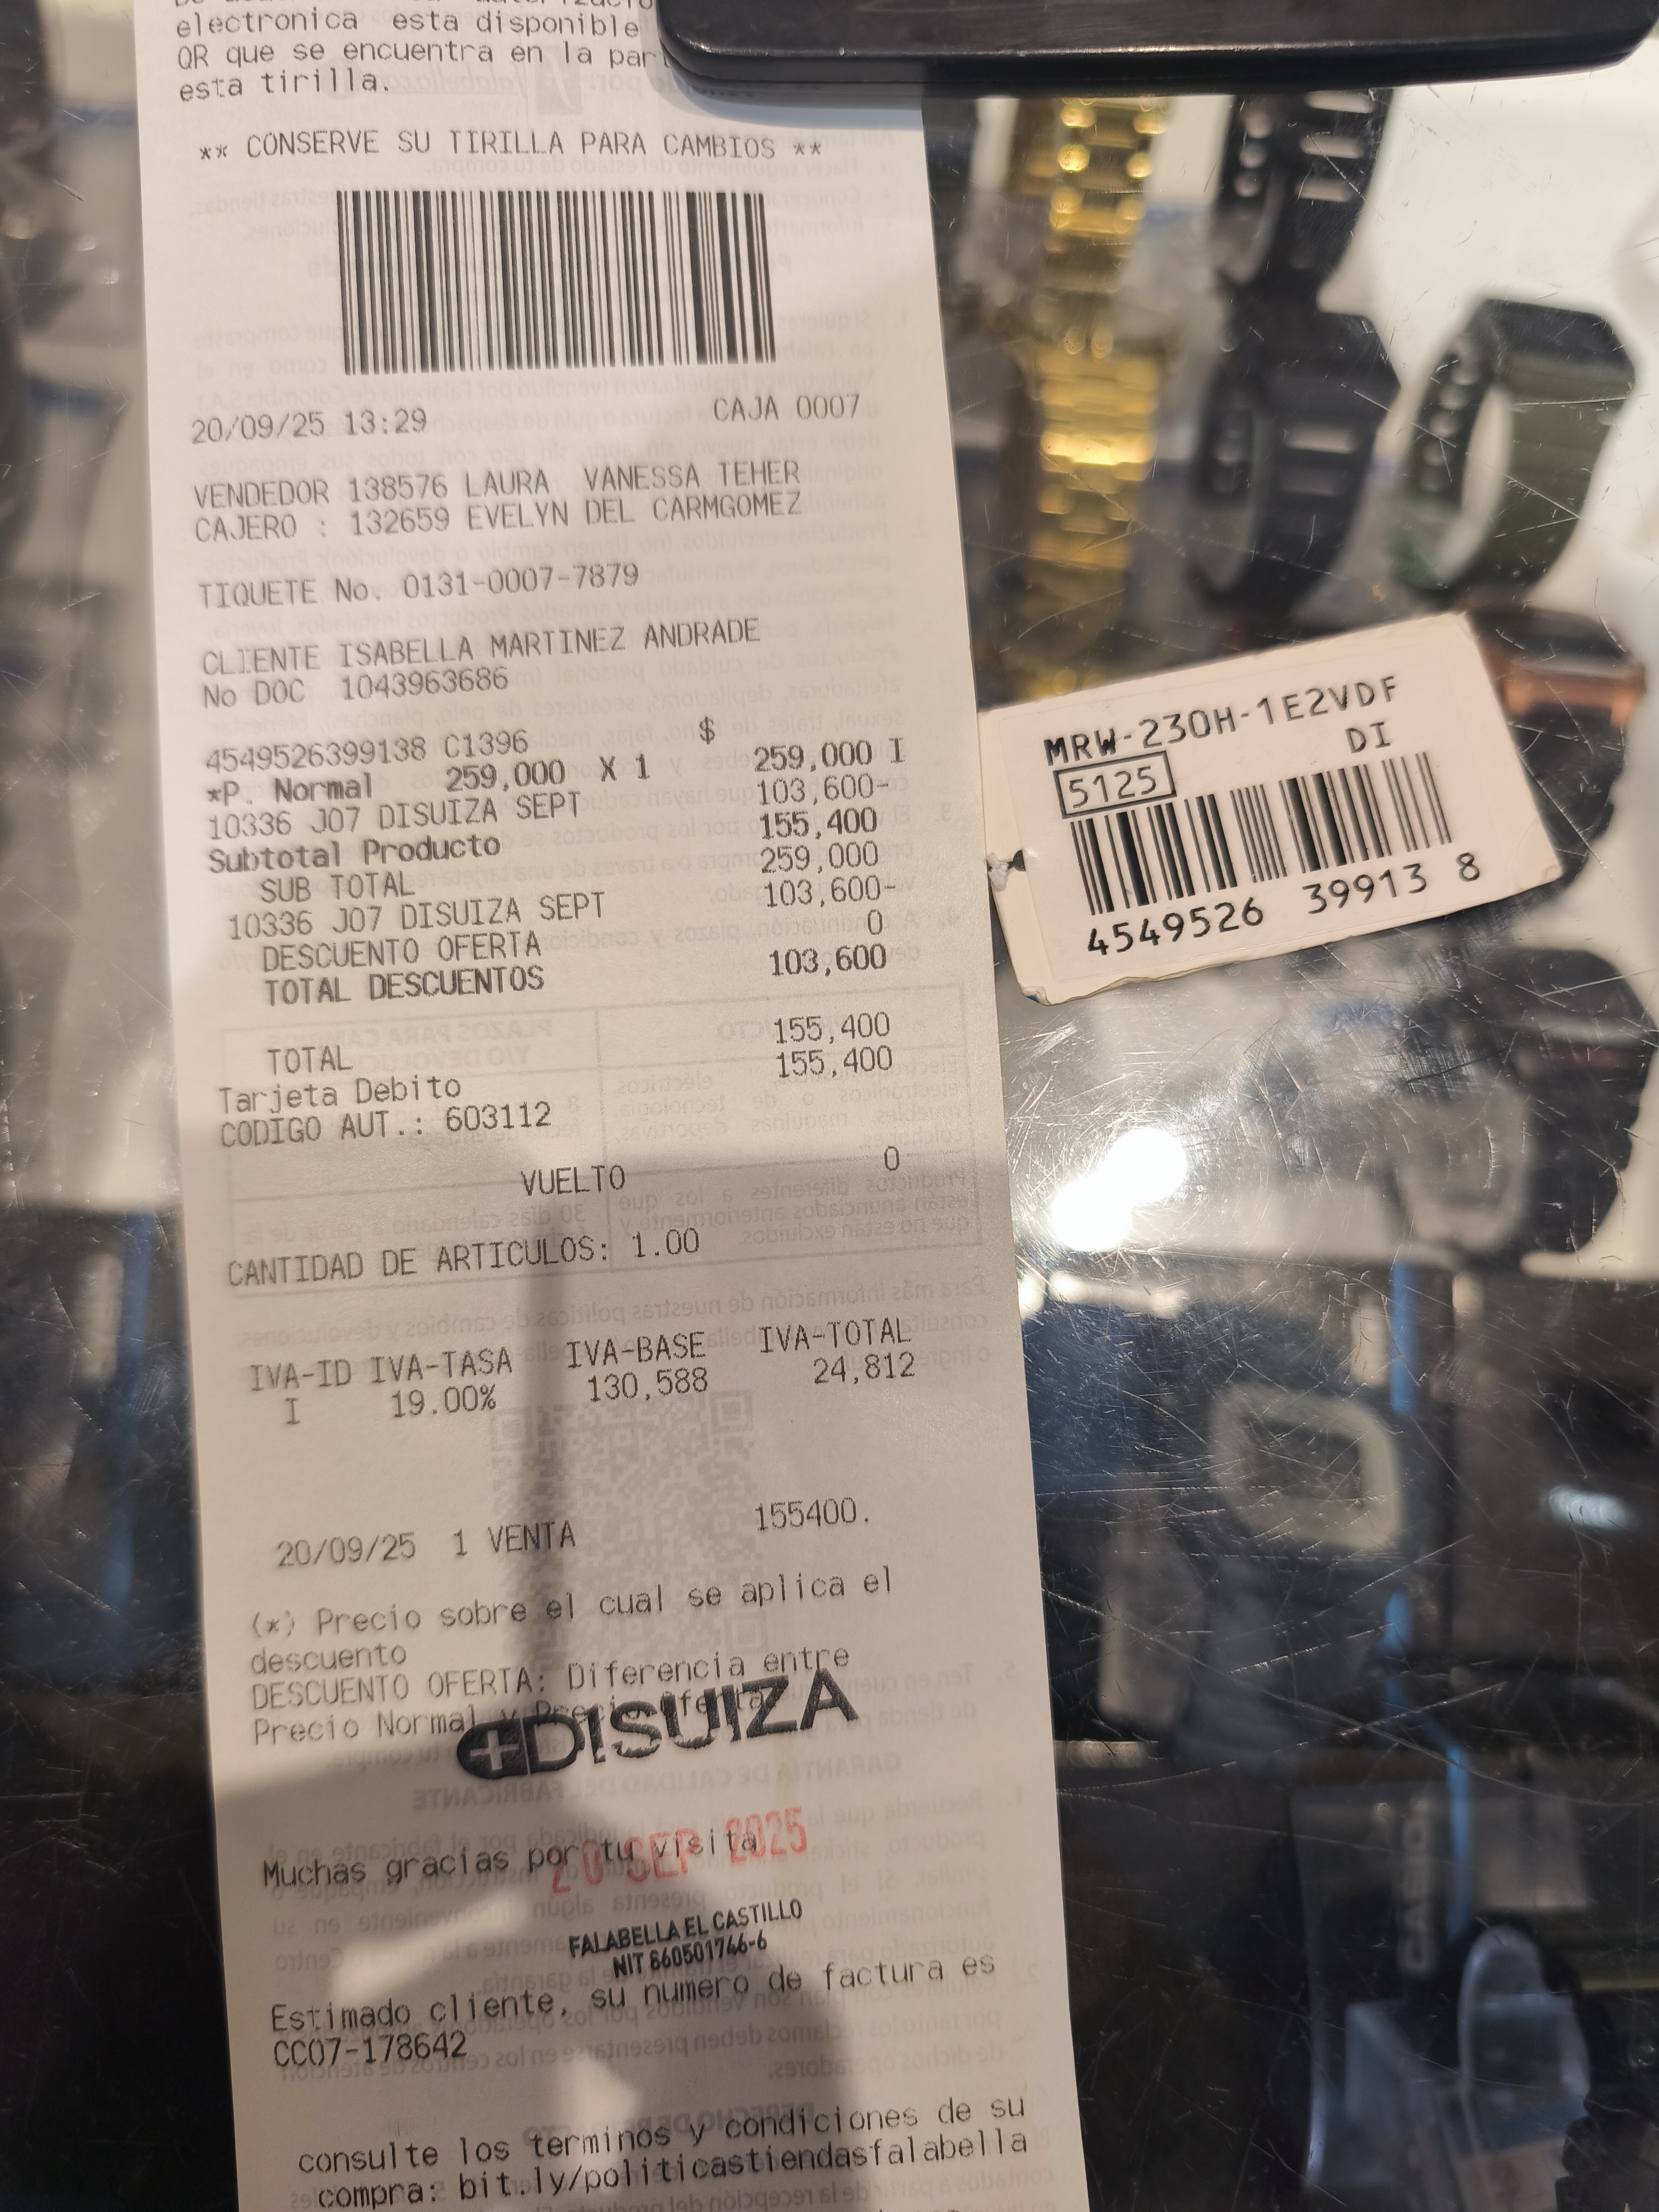 electronica esta disponible
QR que se encuentra en la
esta tirilla.
** CONSERVE SU TIRILLA PARA CAMBIOS **
20/09/25 13:29 CAJA 0007
VENDEDOR 138576 LAURA VANESSA TEHER
CAJERO : 132659 EVELYN DEL CARMGOMEZ
TIQUETE No. 0131-0007-7879
CLIENTE ISABELLA MARTINEZ ANDRADE
No DOC 1043963686
$
4549526399138 C1396 259,000 I
*P. Normal 259,000 X 1
10336 J07 DISUIZA SEPT 103,600-
Subtotal Producto 155,400
SUB TOTAL 259,000
10336 J07 DISUIZA SEPT 103,600-
DESCUENTO OFERTA 0
TOTAL DESCUENTOS 103,600
TOTAL 155,400
Tarjeta Debito 155,400
CODIGO AUT.: 603112
VUELTO 0
CANTIDAD DE ARTICULOS: 1.00
IVA-ID IVA-TASA IVA-BASE IVA-TOTAL
I 19.00% 130,588 24,812
20/09/25 1 VENTA 155400.
(*) Precio sobre el cual se aplica el
descuento
DESCUENTO OFERTA: Diferencia entre
Precio Normal y Precio Oferta
DISUIZA
Muchas gracias por tu visita
20 SEP 2025
FALABELLA EL CASTILLO
NIT 860501746-6
Estimado cliente, su numero de factura es
CC07-178642
consulte los terminos y condiciones de su
compra: bit.ly/politicastiendasfalabella
MRW-230H-1E2VDF
DI
5125
4549526 39913 8
CASIO